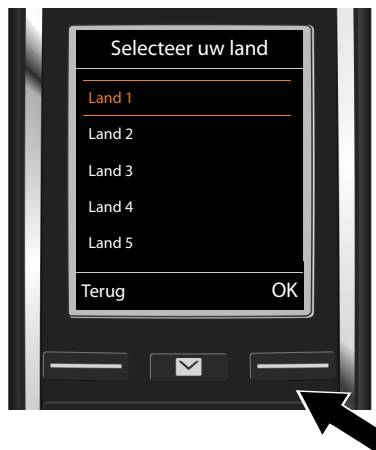 Selecteer uw land
Land 1
Land 2
Land 3
Land 4
Land 5
Terug OK